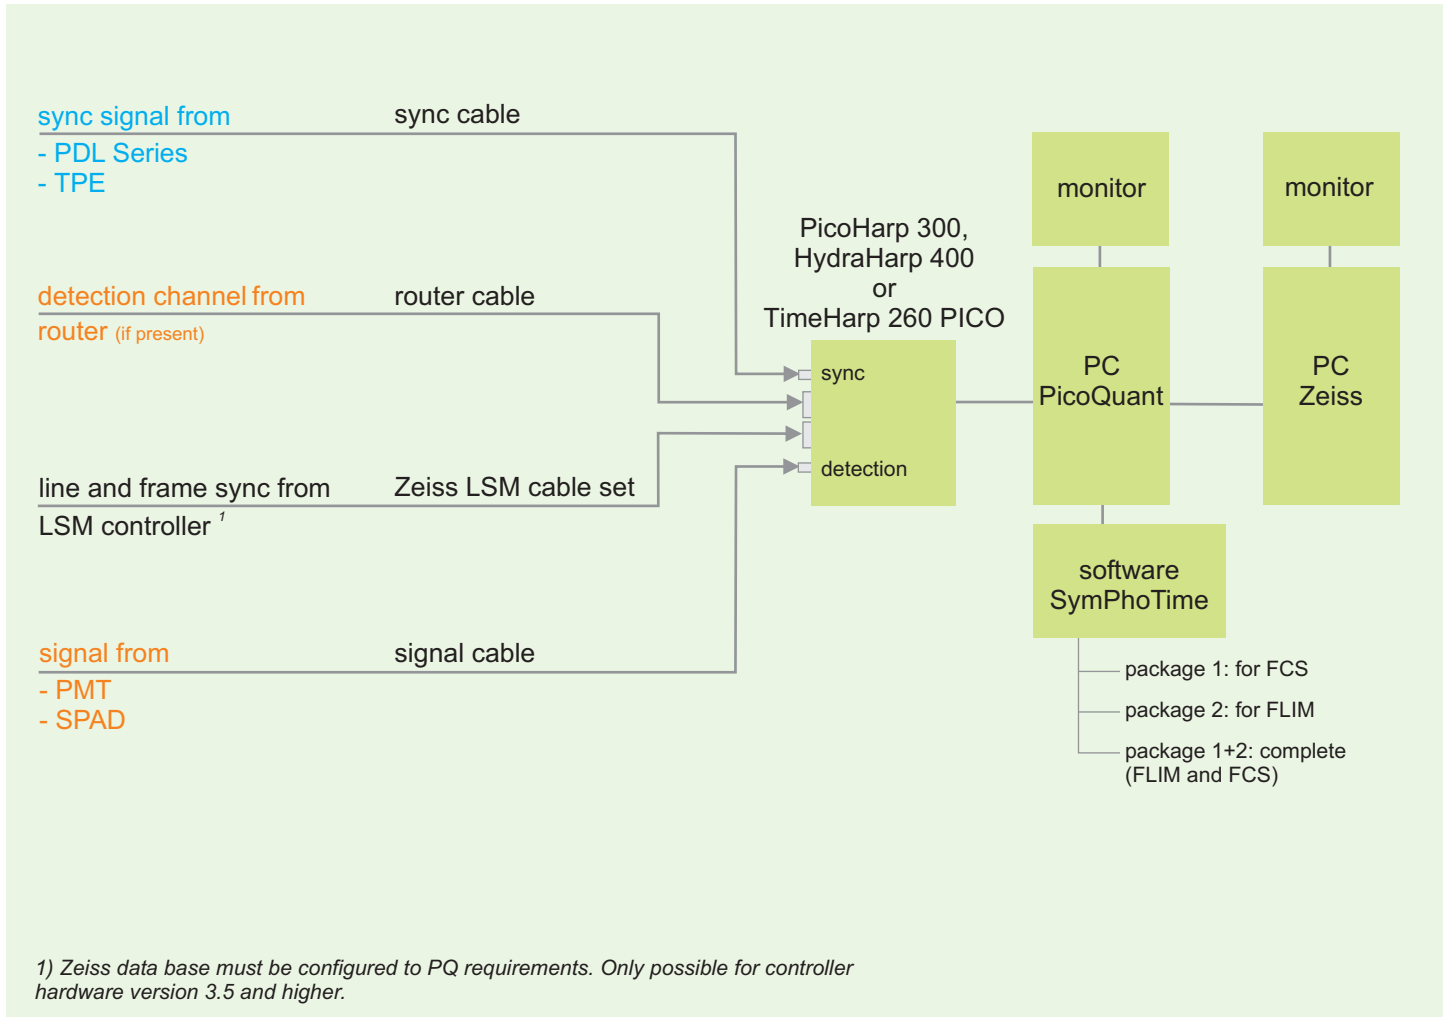 sync signal from
sync cable
- PDL Series
- TPE
detection channel from
router cable
router (if present)
line and frame sync from
Zeiss LSM cable set
LSM controller 1
signal from
signal cable
- PMT
- SPAD
PicoHarp 300,
HydraHarp 400
or
TimeHarp 260 PICO
sync
detection
monitor
monitor
PC
PicoQuant
PC
Zeiss
software
SymPhoTime
package 1: for FCS
package 2: for FLIM
package 1+2: complete
(FLIM and FCS)
1) Zeiss data base must be configured to PQ requirements. Only possible for controller
hardware version 3.5 and higher.